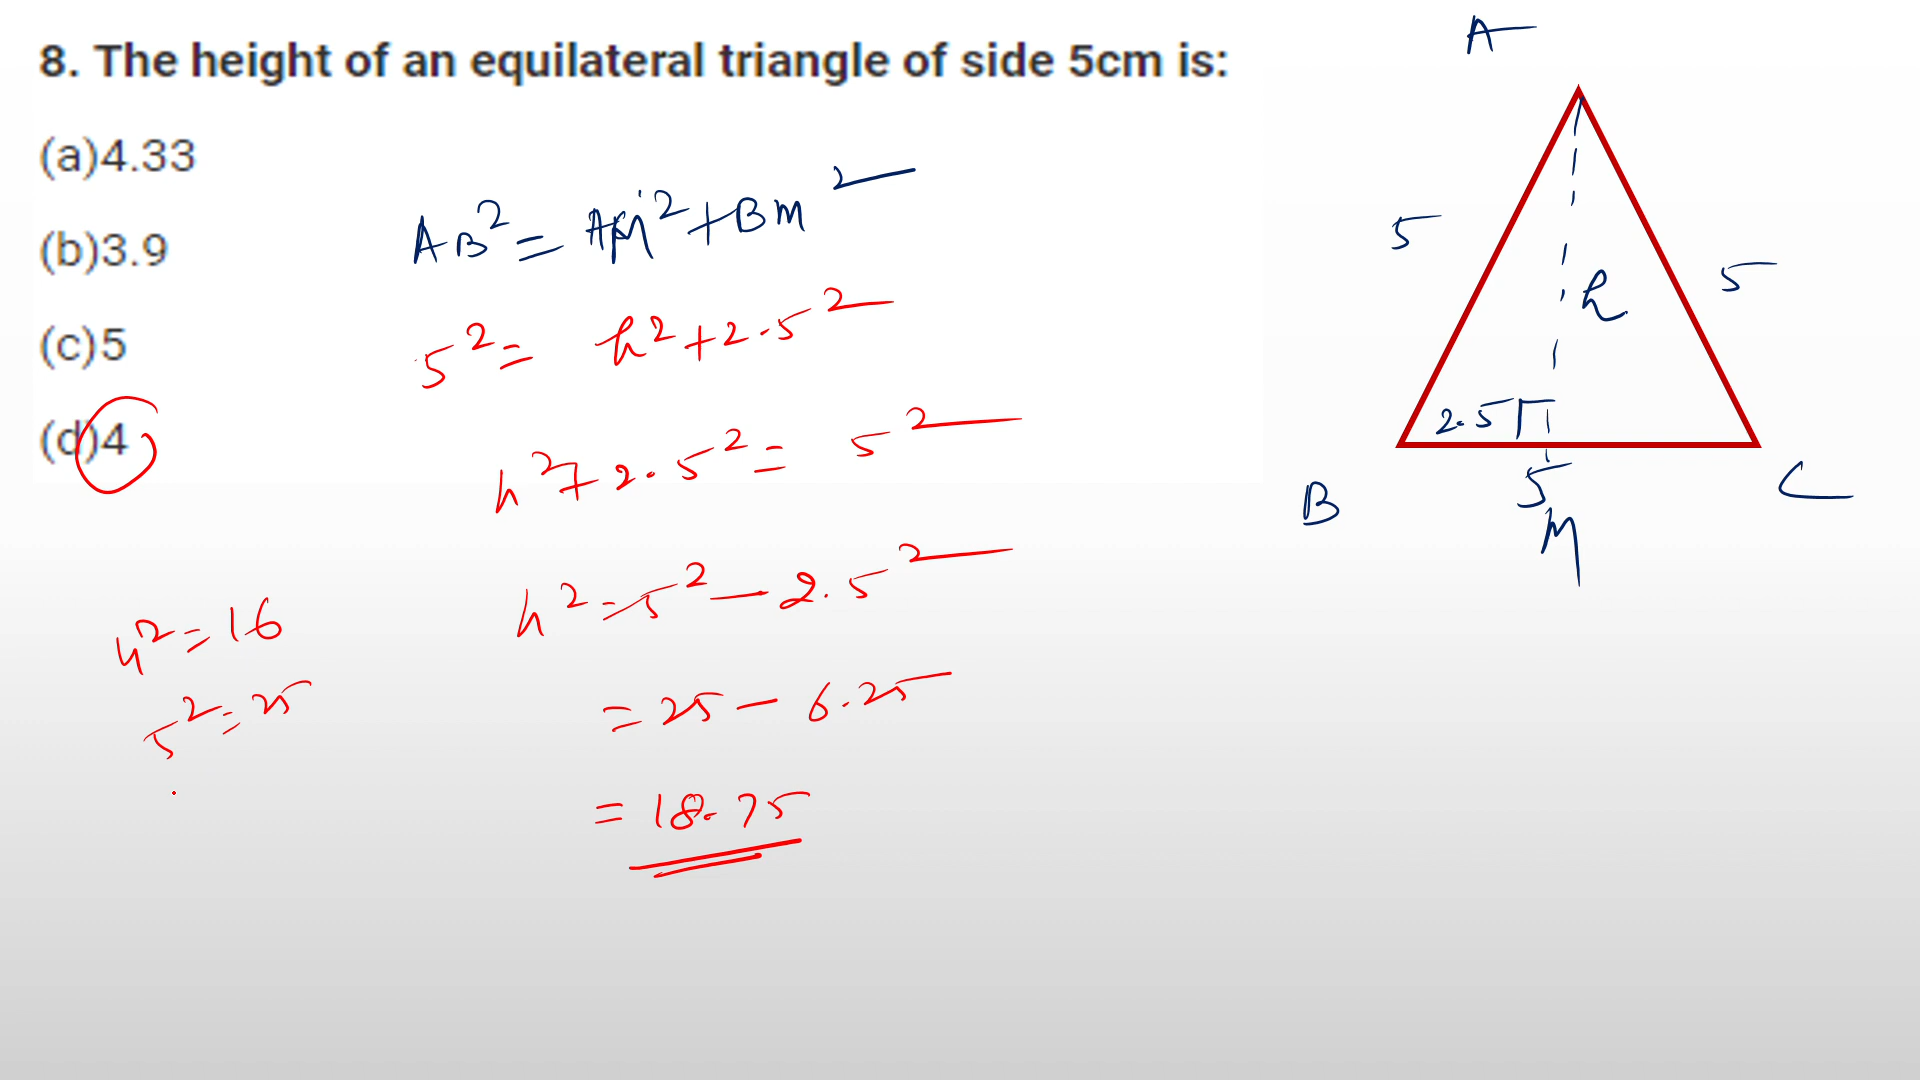 8. The height of an equilateral triangle of side 5cm is:
(a)4.33
(b)3.9
(c)5
(d)4
AB² = AM² + BM²
5² = h² + 2.5²
h² + 2.5² = 5²
h² = 5² - 2.5²
= 25 - 6.25
= 18.75
4² = 16
5² = 25
A
5
5
h
2.5
5
B
M
C